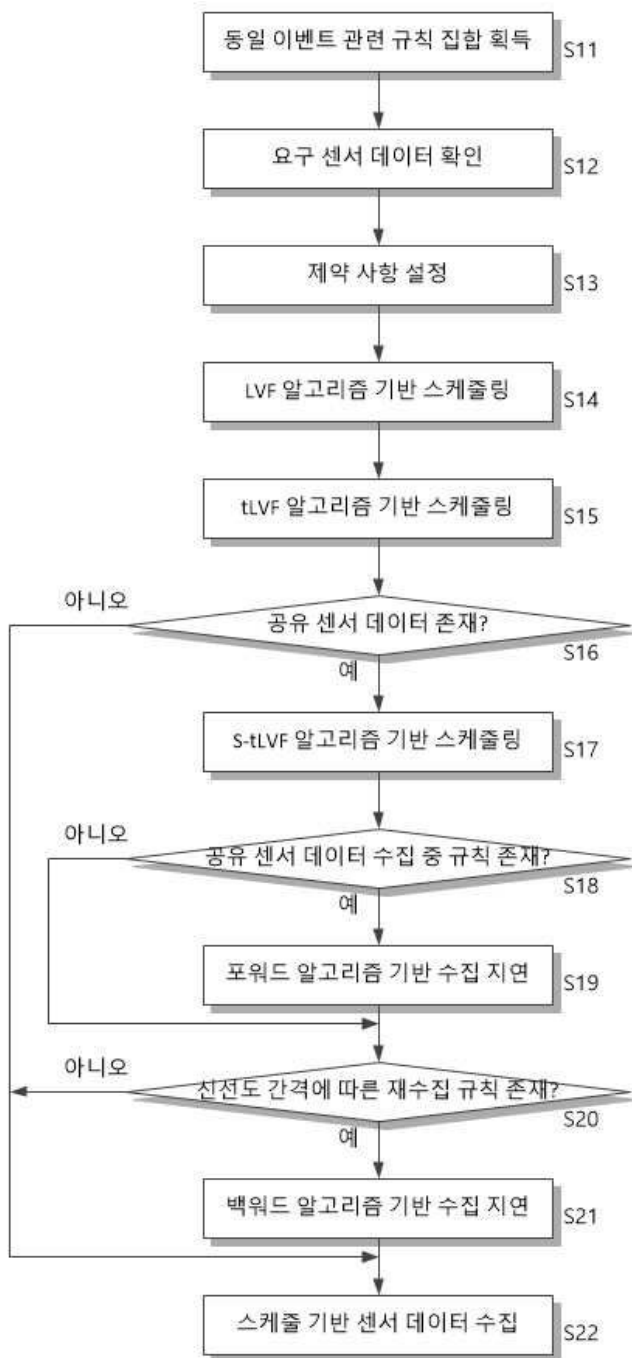 동일 이벤트 관련 규칙 집합 획득
S11
요구 센서 데이터 확인
S12
제약 사항 설정
S13
LVF 알고리즘 기반 스케줄링
S14
tLVF 알고리즘 기반 스케줄링
S15
아니오
공유 센서 데이터 존재?
S16
예
S-tLVF 알고리즘 기반 스케줄링
S17
아니오
공유 센서 데이터 수집 중 규칙 존재?
S18
예
포워드 알고리즘 기반 수집 지연
S19
아니오
신선도 간격에 따른 재수집 규칙 존재?
S20
예
백워드 알고리즘 기반 수집 지연
S21
스케줄 기반 센서 데이터 수집
S22